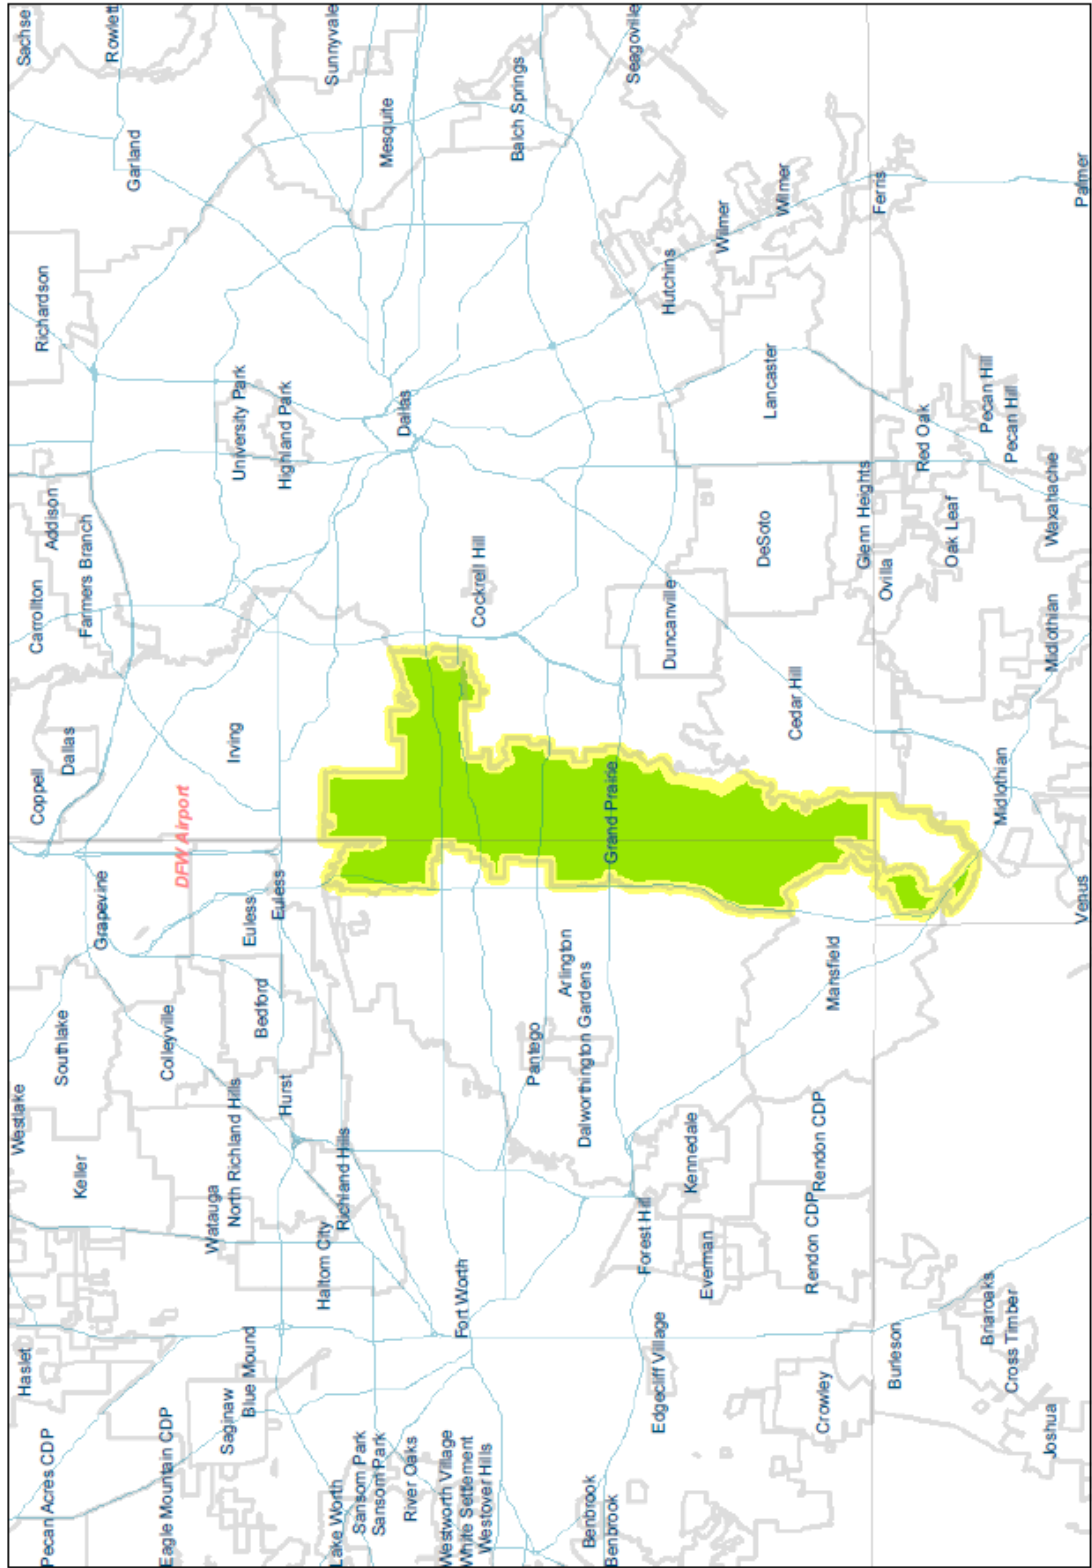 Haslet
Westlake
Sachse
Pecan Acres CDP
Southlake
Coppell
Carrollton
Richardson
Keller
Grapevine
Dallas
Farmers Branch
Addison
Rowlett
Garland
Eagle Mountain CDP
Colleyville
DFW Airport
Watauga
Saginaw
North Richland Hills
Irving
University Park
Blue Mound
Bedford
Euless
Hurst
Euless
Highland Park
Lake Worth
Haltom City
Richland Hills
Sunnyvale
Sansom Park
Sansom Park
Mesquite
River Oaks
Dallas
Westworth Village
Fort Worth
White Settlement
Westover Hills
Cockrell Hill
Balch Springs
Pantego
Arlington
Dalworthington Gardens
Benbrook
Benbrook
Grand Prairie
Seagoville
Forest Hill
Edgecliff Village
Duncanville
Hutchins
Kennedale
Everman
Wilmer
Wilmer
DeSoto
Lancaster
Cedar Hill
Rendon CDP
Rendon CDP
Mansfield
Crowley
Glenn Heights
Ferris
Burleson
Ovilla
Red Oak
Oak Leaf
Briaroaks
Pecan Hill
Midlothian
Pecan Hill
Cross Timber
Joshua
Midlothian
Waxahachie
Venus
Palmer